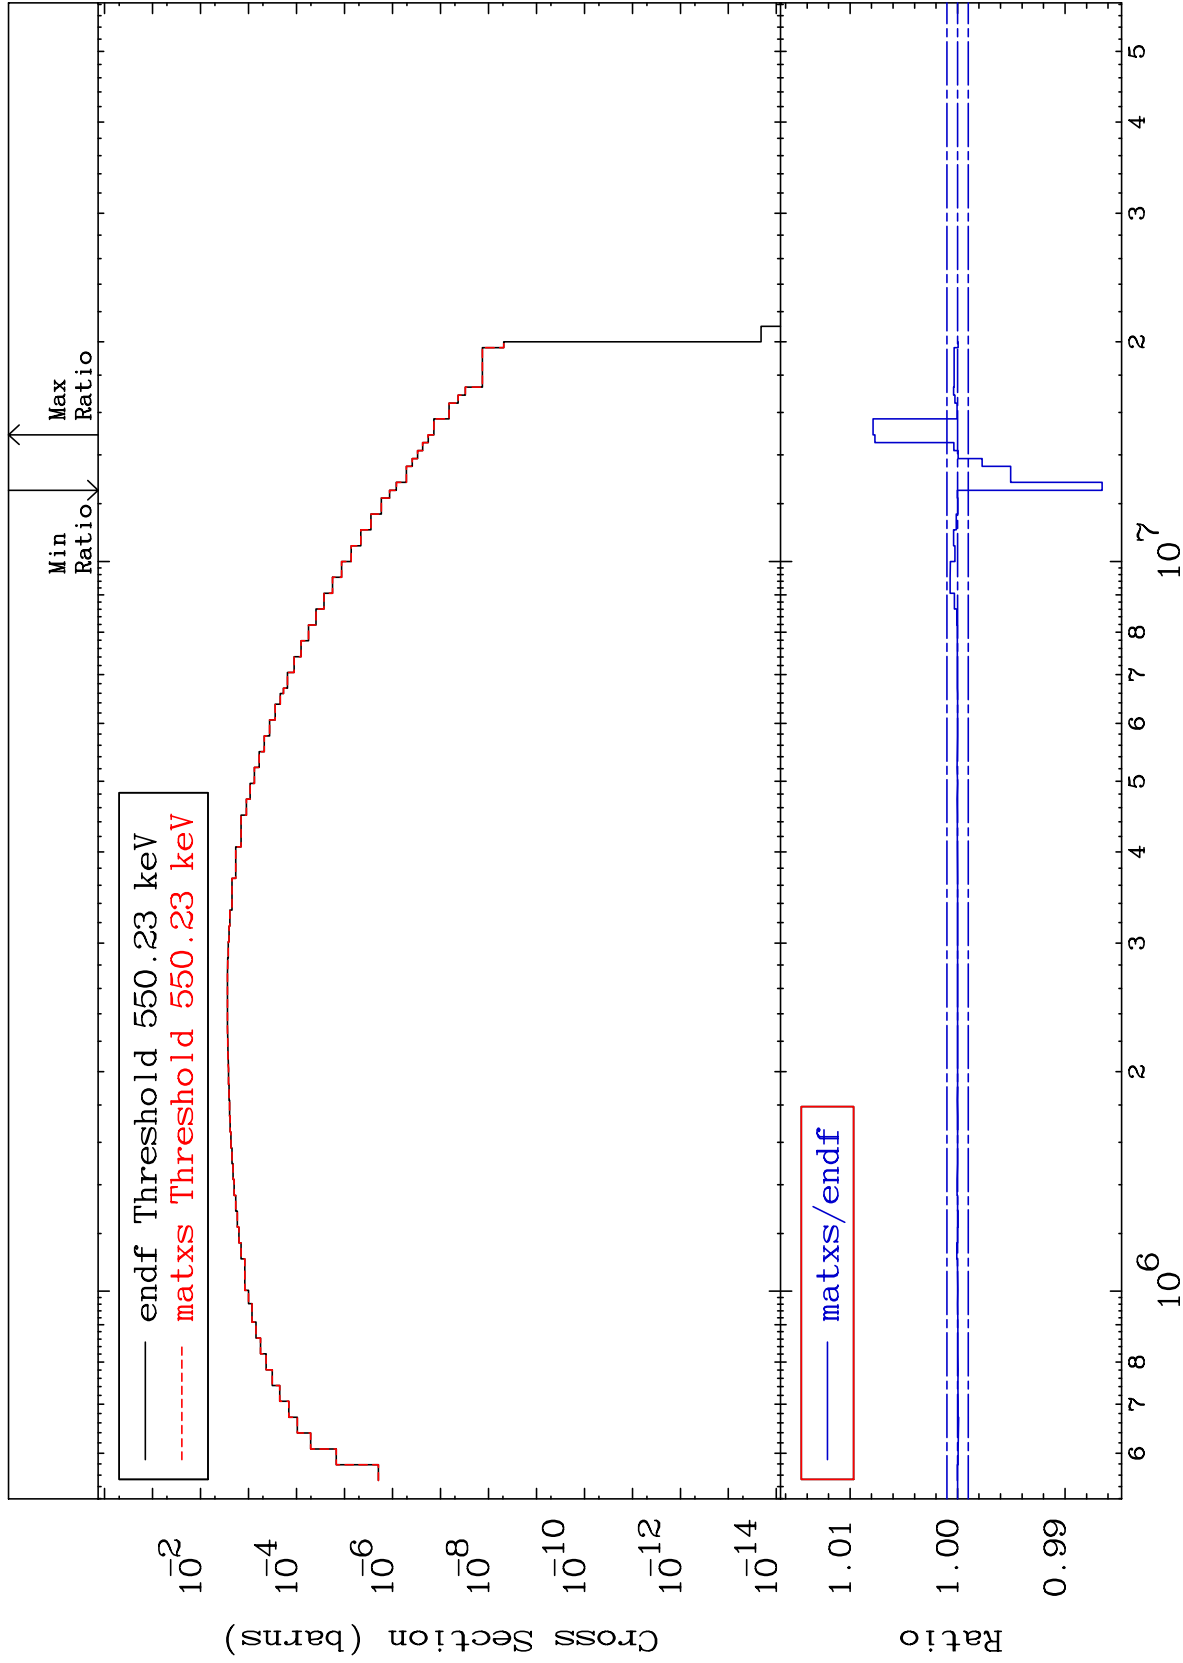 Min
Ratio
Max
Ratio
endf Threshold 550.23 keV
matxs Threshold 550.23 keV
Cross Section (barns)
10-2
10-4
10-6
10-8
10-10
10-12
10-14
matxs/endf
Ratio
1.01
1.00
0.99
6
7
8
10^6
2
3
4
5
6
7
8
10^7
2
3
4
5